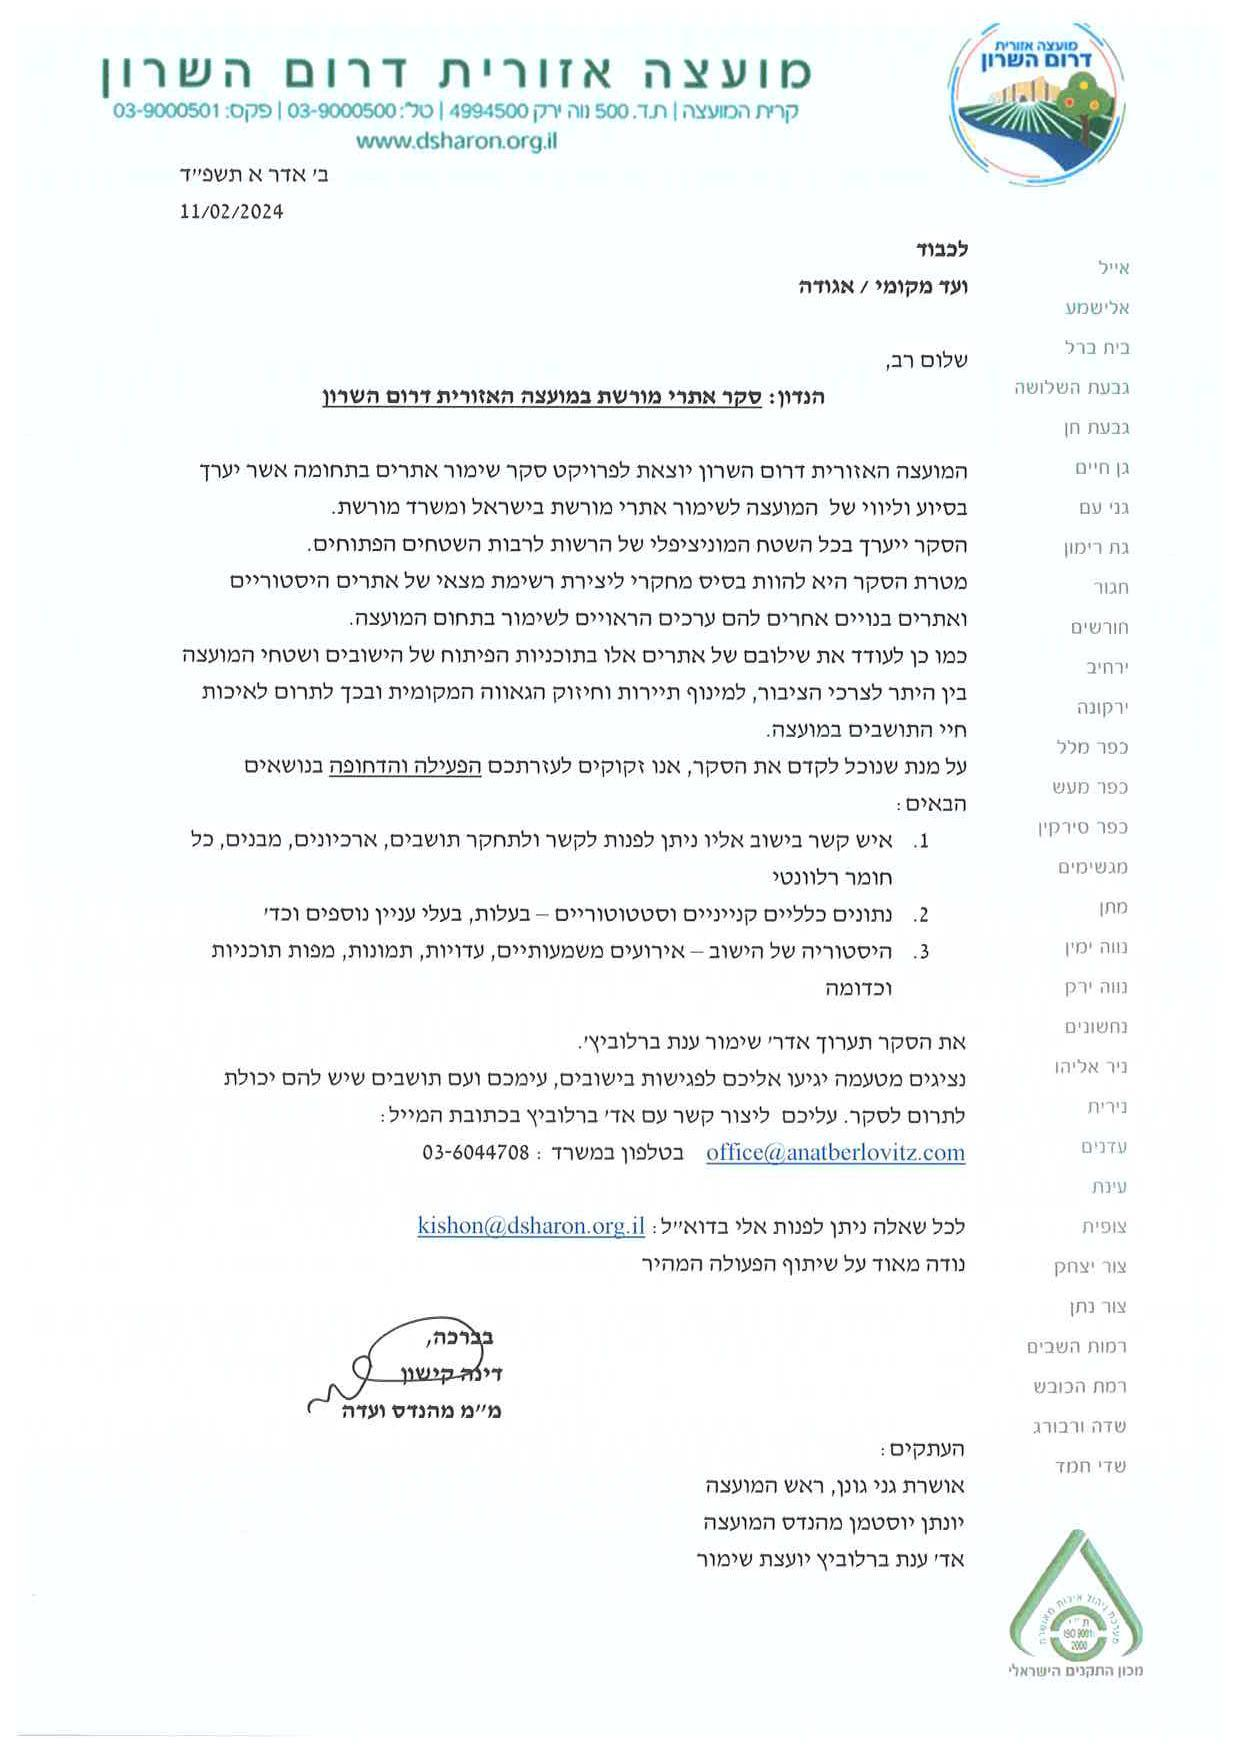 מועצה אזורית
דרום השרון
מועצה אזורית דרום השרון
קרית המועצה | ת.ד. 500 נווה ירק 4994500 | טל': 03-9000500 | פקס: 03-9000501
www.dsharon.org.il
ב' אדר א תשפ"ד
11/02/2024
לכבוד
ועד מקומי / אגודה
שלום רב,
הנדון: סקר אתרי מורשת במועצה האזורית דרום השרון
המועצה האזורית דרום השרון יוצאת לפרויקט סקר שימור אתרים בתחומה אשר יערך
בסיוע וליווי של המועצה לשימור אתרי מורשת בישראל ומשרד מורשת.
הסקר ייערך בכל השטח המוניציפלי של הרשות לרבות השטחים הפתוחים.
מטרת הסקר היא להוות בסיס מחקרי ליצירת רשימת מצאי של אתרים היסטוריים
ואתרים בנויים אחרים להם ערכים הראויים לשימור בתחום המועצה.
כמו כן לעודד את שילובם של אתרים אלו בתוכניות הפיתוח של הישובים ושטחי המועצה
בין היתר לצרכי הציבור, למינוף תיירות וחיזוק הגאווה המקומית ובכך לתרום לאיכות
חיי התושבים במועצה.
על מנת שנוכל לקדם את הסקר, אנו זקוקים לעזרתכם הפעילה והדחופה בנושאים
הבאים:
1. איש קשר בישוב אליו ניתן לפנות לקשר ולתחקר תושבים, ארכיונים, מבנים, כל
חומר רלוונטי
2. נתונים כלליים קנייניים וסטטוטוריים – בעלות, בעלי עניין נוספים וכד'
3. היסטוריה של הישוב – אירועים משמעותיים, עדויות, תמונות, מפות תוכניות
וכדומה
את הסקר תערוך אדר' שימור ענת ברלוביץ'.
נציגים מטעמה יגיעו אליכם לפגישות בישובים, עימכם ועם תושבים שיש להם יכולת
לתרום לסקר. עליכם ליצור קשר עם אד' ברלוביץ בכתובת המייל:
office@anatberlovitz.com בטלפון במשרד : 03-6044708
לכל שאלה ניתן לפנות אלי בדוא"ל: kishon@dsharon.org.il
נודה מאוד על שיתוף הפעולה המהיר
בברכה,
דינה קישון
מ"מ מהנדס ועדה
העתקים:
אושרת גני גונן, ראש המועצה
יונתן יוסטמן מהנדס המועצה
אד' ענת ברלוביץ יועצת שימור
אייל
אלישמע
בית ברל
גבעת השלושה
גבעת חן
גן חיים
גני עם
גת רימון
חגור
חורשים
ירחיב
ירקונה
כפר מלל
כפר מעש
כפר סירקין
מגשימים
מתן
נווה ימין
נווה ירק
נחשונים
ניר אליהו
נירית
עדנים
עינת
צופית
צור יצחק
צור נתן
רמות השבים
רמת הכובש
שדה ורבורג
שדי חמד
מערכת ניהול איכות מאושרת
ת"י
ISO 9001:
2000
מכון התקנים הישראלי